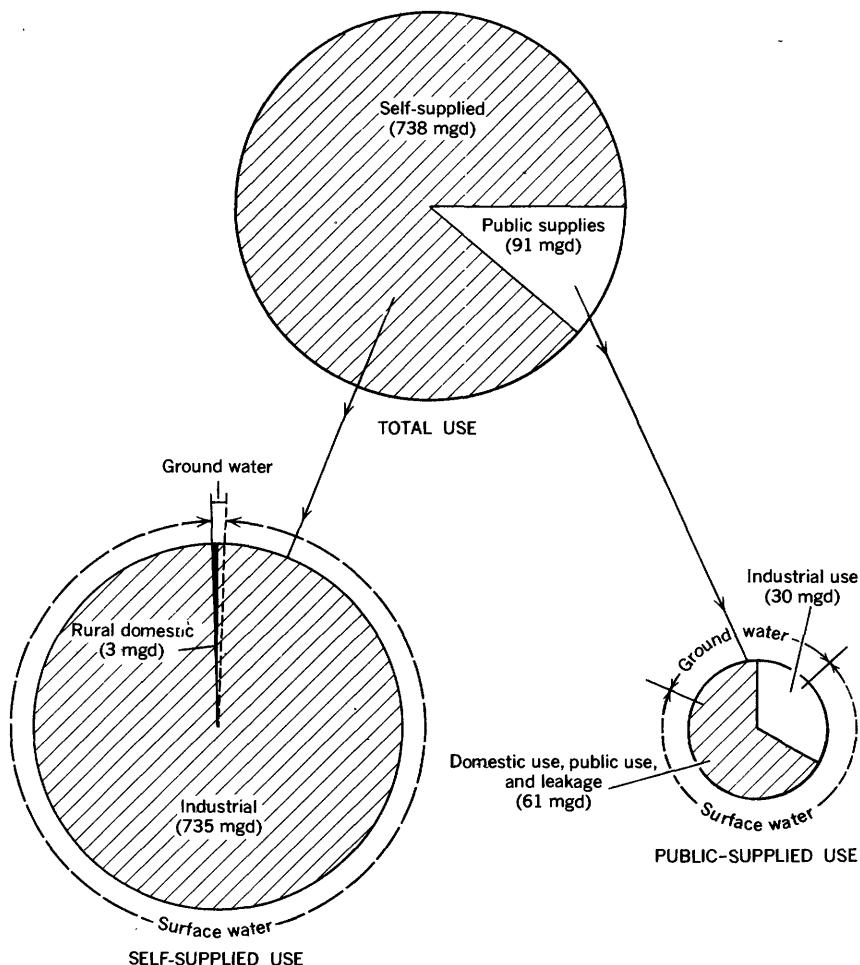 Self-supplied
(738 mgd)
Public supplies
(91 mgd)
TOTAL USE
Ground water
Rural domestic
(3 mgd)
Industrial
(735 mgd)
Surface water
SELF-SUPPLIED USE
Industrial use
(30 mgd)
Ground water
Domestic use, public use,
and leakage
(61 mgd)
Surface water
PUBLIC-SUPPLIED USE